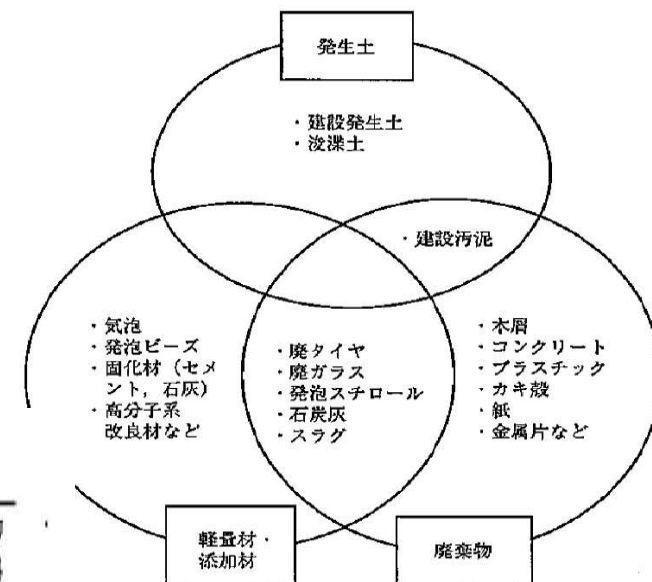 発生土
・建設発生土
・浚渫土
・建設汚泥
・気泡
・発泡ビーズ
・固化材（セメ
ント，石灰）
・高分子系
改良材など
・廃タイヤ
・廃ガラス
・発泡スチロール
・石炭灰
・スラグ
・木屑
・コンクリート
・プラスチック
・カキ殻
・紙
・金属片など
軽量材・
添加材
廃棄物